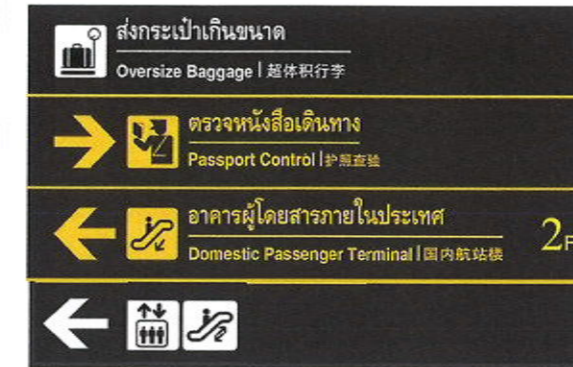 ส่งกระเป๋าเกินขนาด
Oversize Baggage | 超体积行李
ตรวจหนังสือเดินทาง
Passport Control | 护照查验
อาคารผู้โดยสารภายในประเทศ
Domestic Passenger Terminal | 国内航站楼
2F